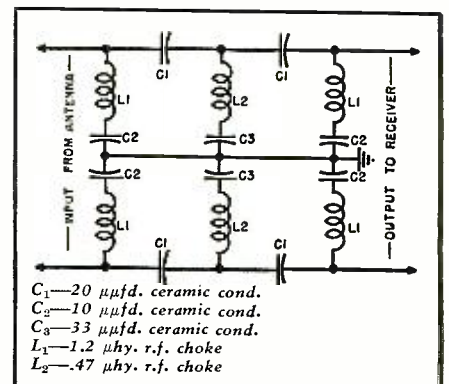 C1
C1
L1
L2
L1
C2
C3
C2
—INPUT FROM ANTENNA—
—OUTPUT TO RECEIVER—
C2
C3
C2
L1
L2
L1
C1
C1
C₁—20 μμfd. ceramic cond.
C₂—10 μμfd. ceramic cond.
C₃—33 μμfd. ceramic cond.
L₁—1.2 μhy. r.f. choke
L₂—.47 μhy. r.f. choke